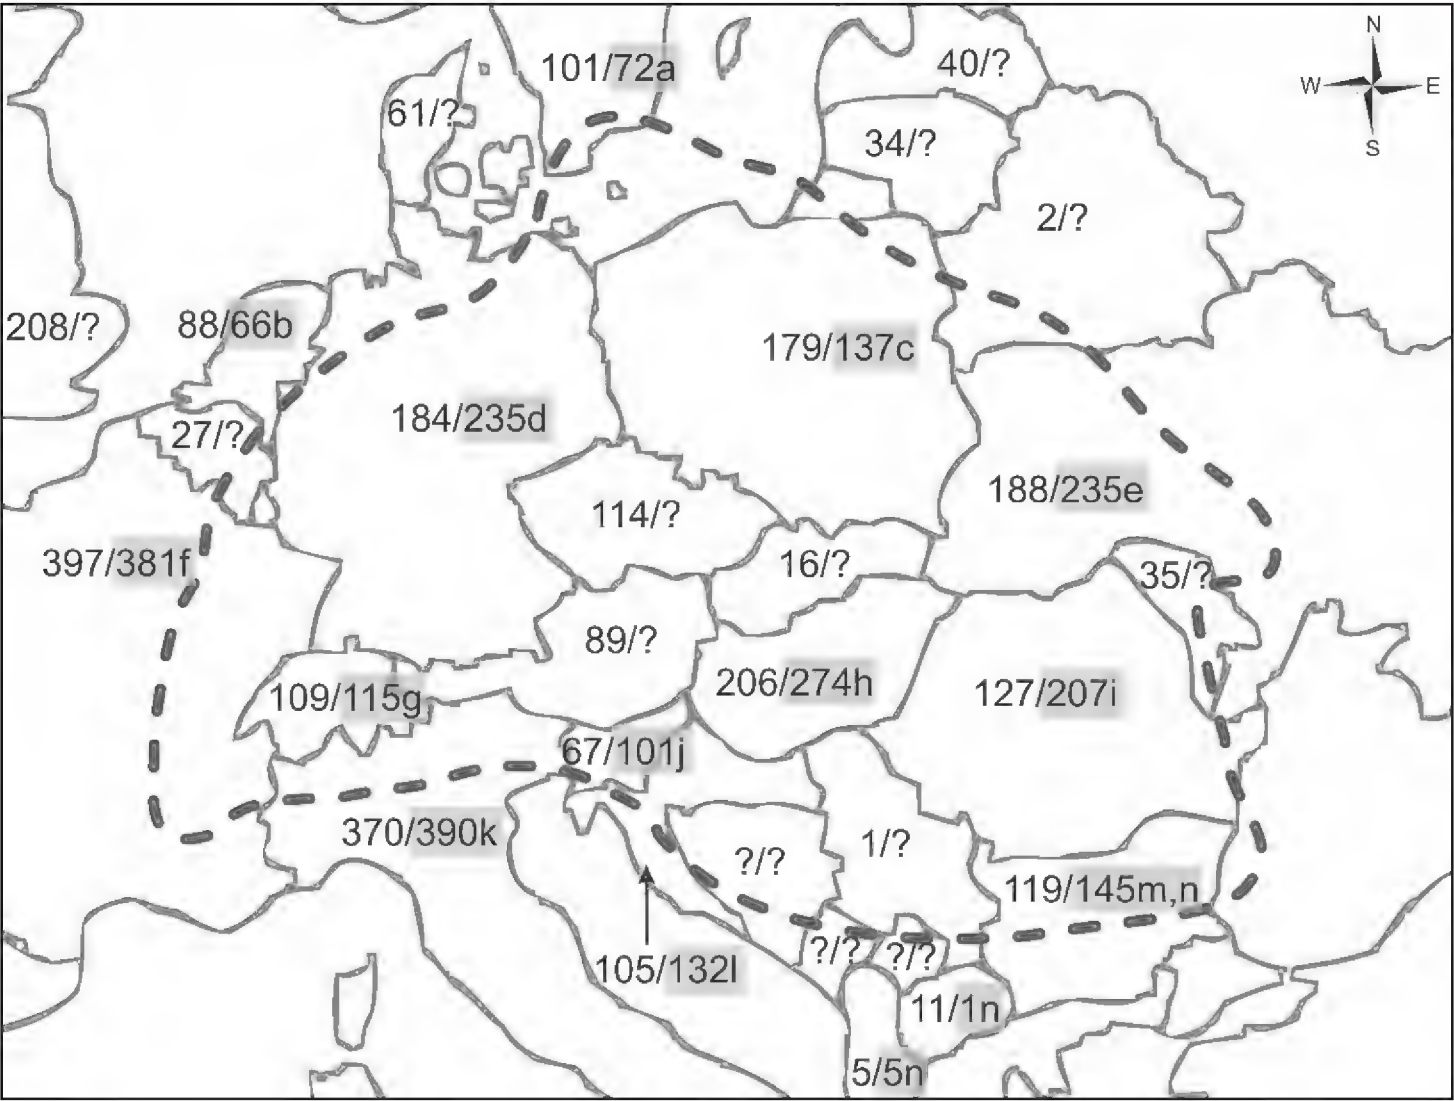 N
101/72a
40/?
W E
61/?
34/?
S
2/?
208/?
88/66b
179/137c
184/235d
27/?
188/235e
114/?
397/381f
16/?
35/?
89/?
206/274h
127/207i
109/115g
67/101j
370/390k
?/?
1/?
119/145m,n
?/?
?/?
105/132l
11/1n
5/5n